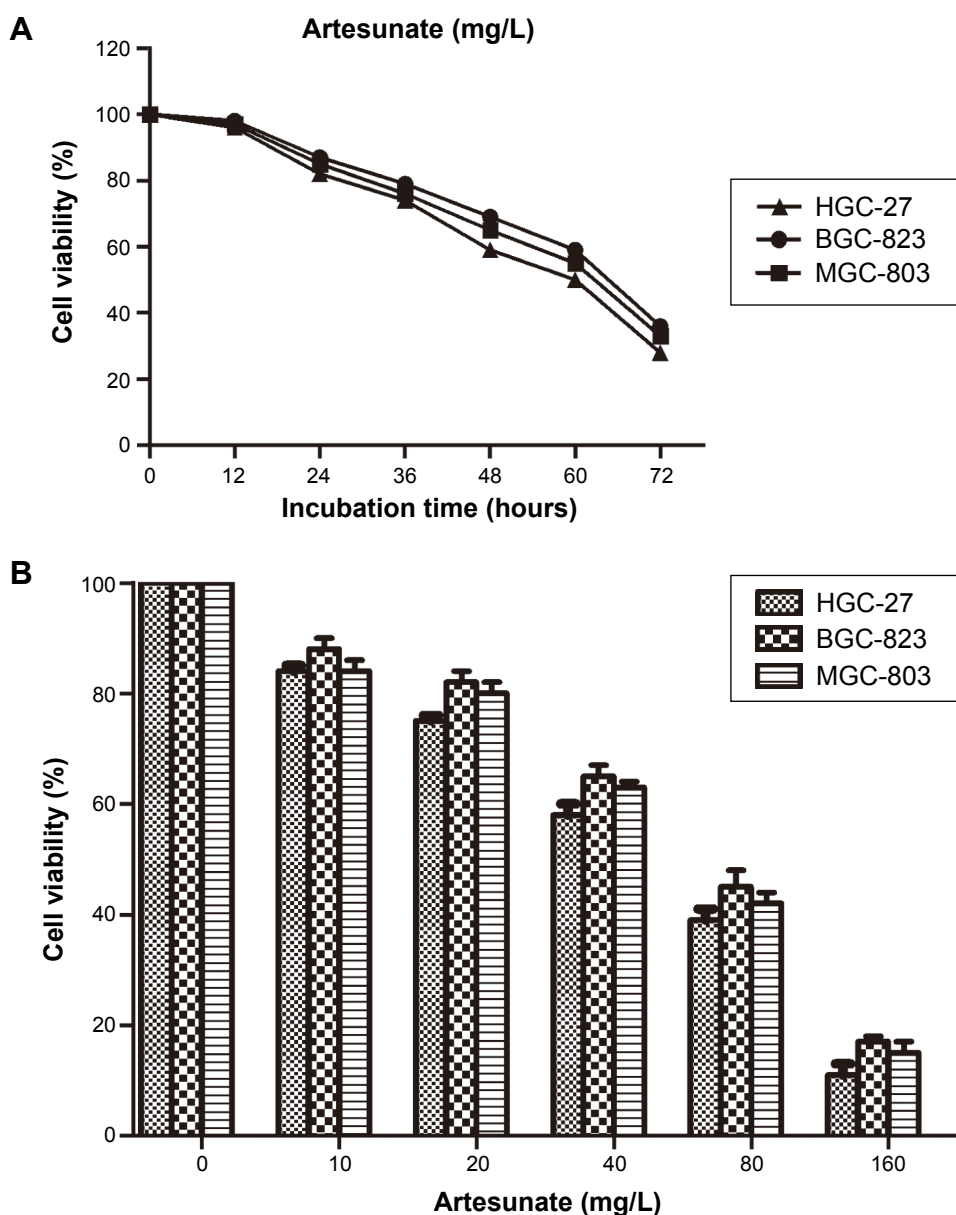 A
Artesunate (mg/L)
120
100
80
60
40
20
0
Cell viability (%)
0 12 24 36 48 60 72
Incubation time (hours)
HGC-27
BGC-823
MGC-803
B
100
80
60
40
20
0
Cell viability (%)
0 10 20 40 80 160
Artesunate (mg/L)
HGC-27
BGC-823
MGC-803